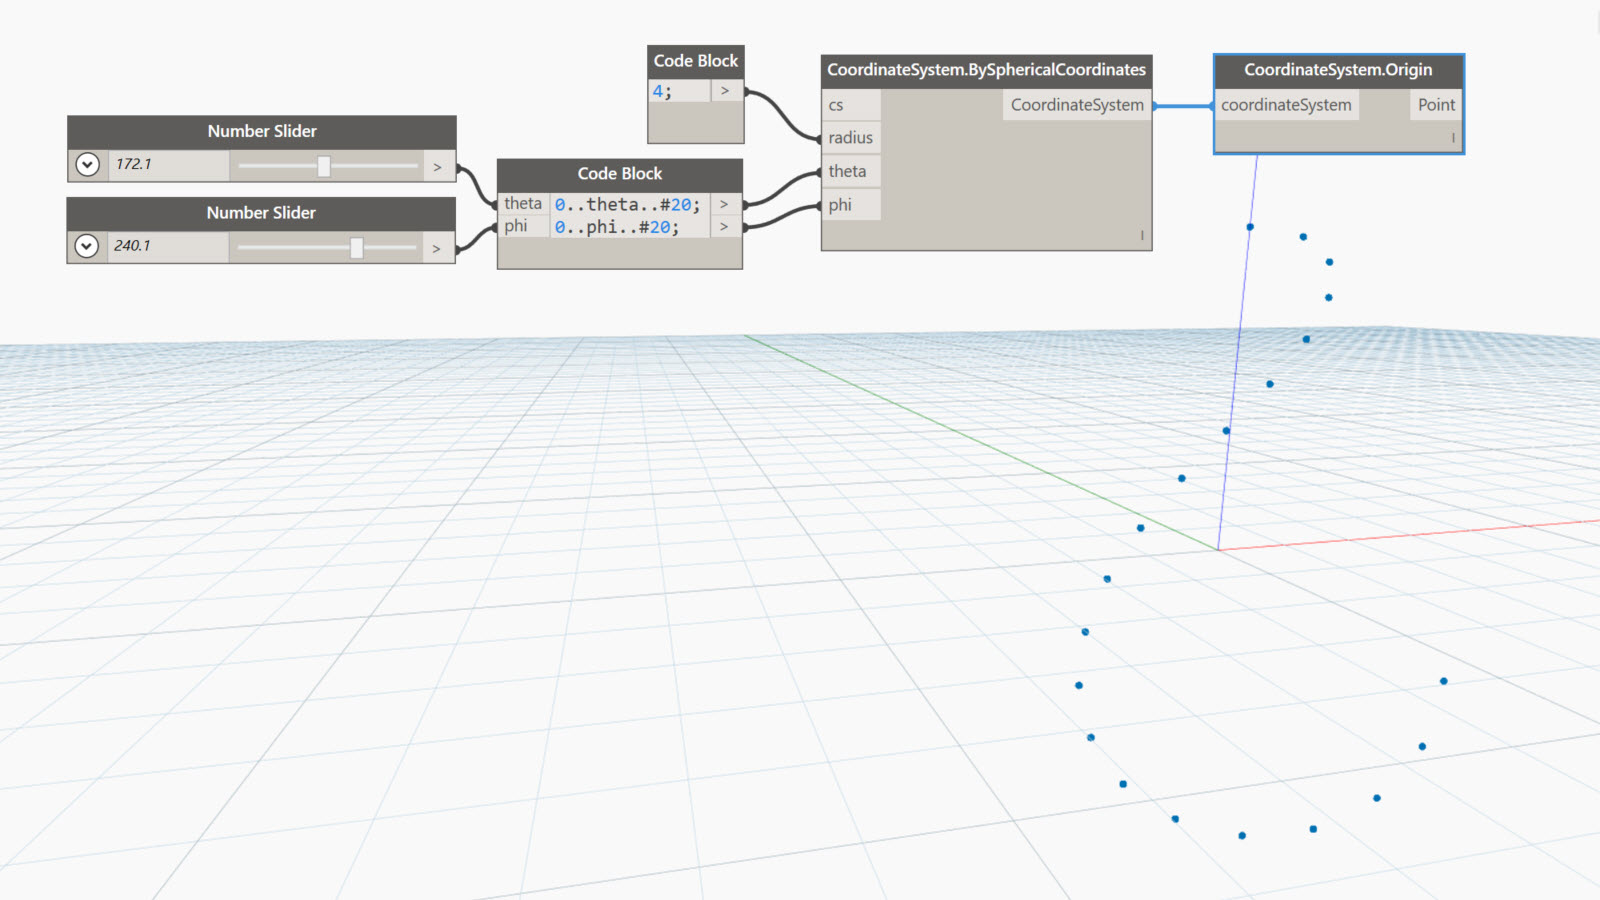 Number Slider
172.1
>
Number Slider
240.1
>
Code Block
4;
>
Code Block
theta 0..theta..#20; >
phi 0..phi..#20; >
CoordinateSystem.BySphericalCoordinates
cs CoordinateSystem
radius
theta
phi
CoordinateSystem.Origin
coordinateSystem Point